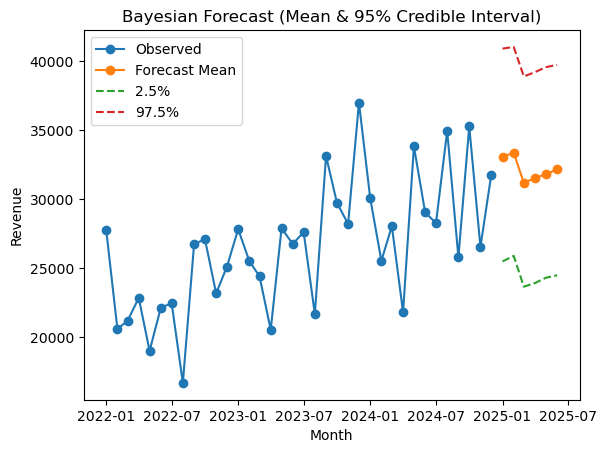 Bayesian Forecast (Mean & 95% Credible Interval)
Observed
Forecast Mean
2.5%
97.5%
40000
35000
30000
25000
20000
Revenue
2022-01 2022-07 2023-01 2023-07 2024-01 2024-07 2025-01 2025-07
Month